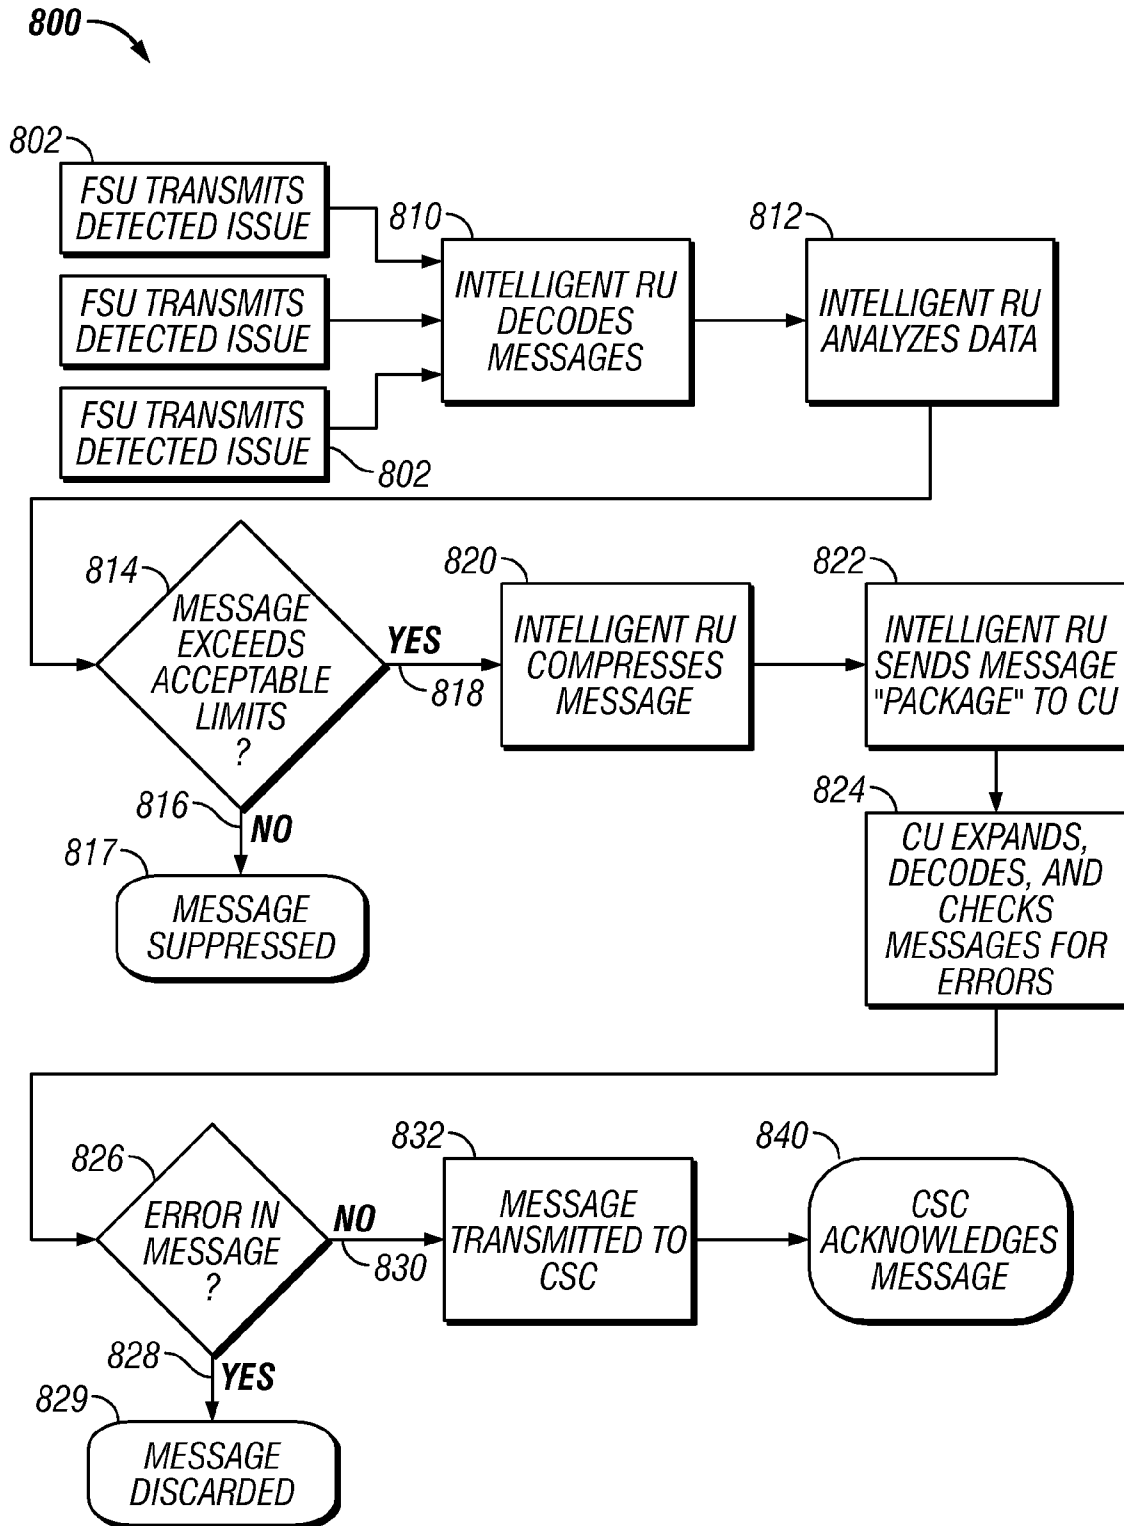 800
802
FSU TRANSMITS
DETECTED ISSUE
FSU TRANSMITS
DETECTED ISSUE
FSU TRANSMITS
DETECTED ISSUE
802
810
INTELLIGENT RU
DECODES
MESSAGES
812
INTELLIGENT RU
ANALYZES DATA
814
MESSAGE
EXCEEDS
ACCEPTABLE
LIMITS
?
YES
818
816
NO
817
MESSAGE
SUPPRESSED
820
INTELLIGENT RU
COMPRESSES
MESSAGE
822
INTELLIGENT RU
SENDS MESSAGE
"PACKAGE" TO CU
824
CU EXPANDS,
DECODES, AND
CHECKS
MESSAGES FOR
ERRORS
826
ERROR IN
MESSAGE
?
NO
830
828
YES
829
MESSAGE
DISCARDED
832
MESSAGE
TRANSMITTED TO
CSC
840
CSC
ACKNOWLEDGES
MESSAGE